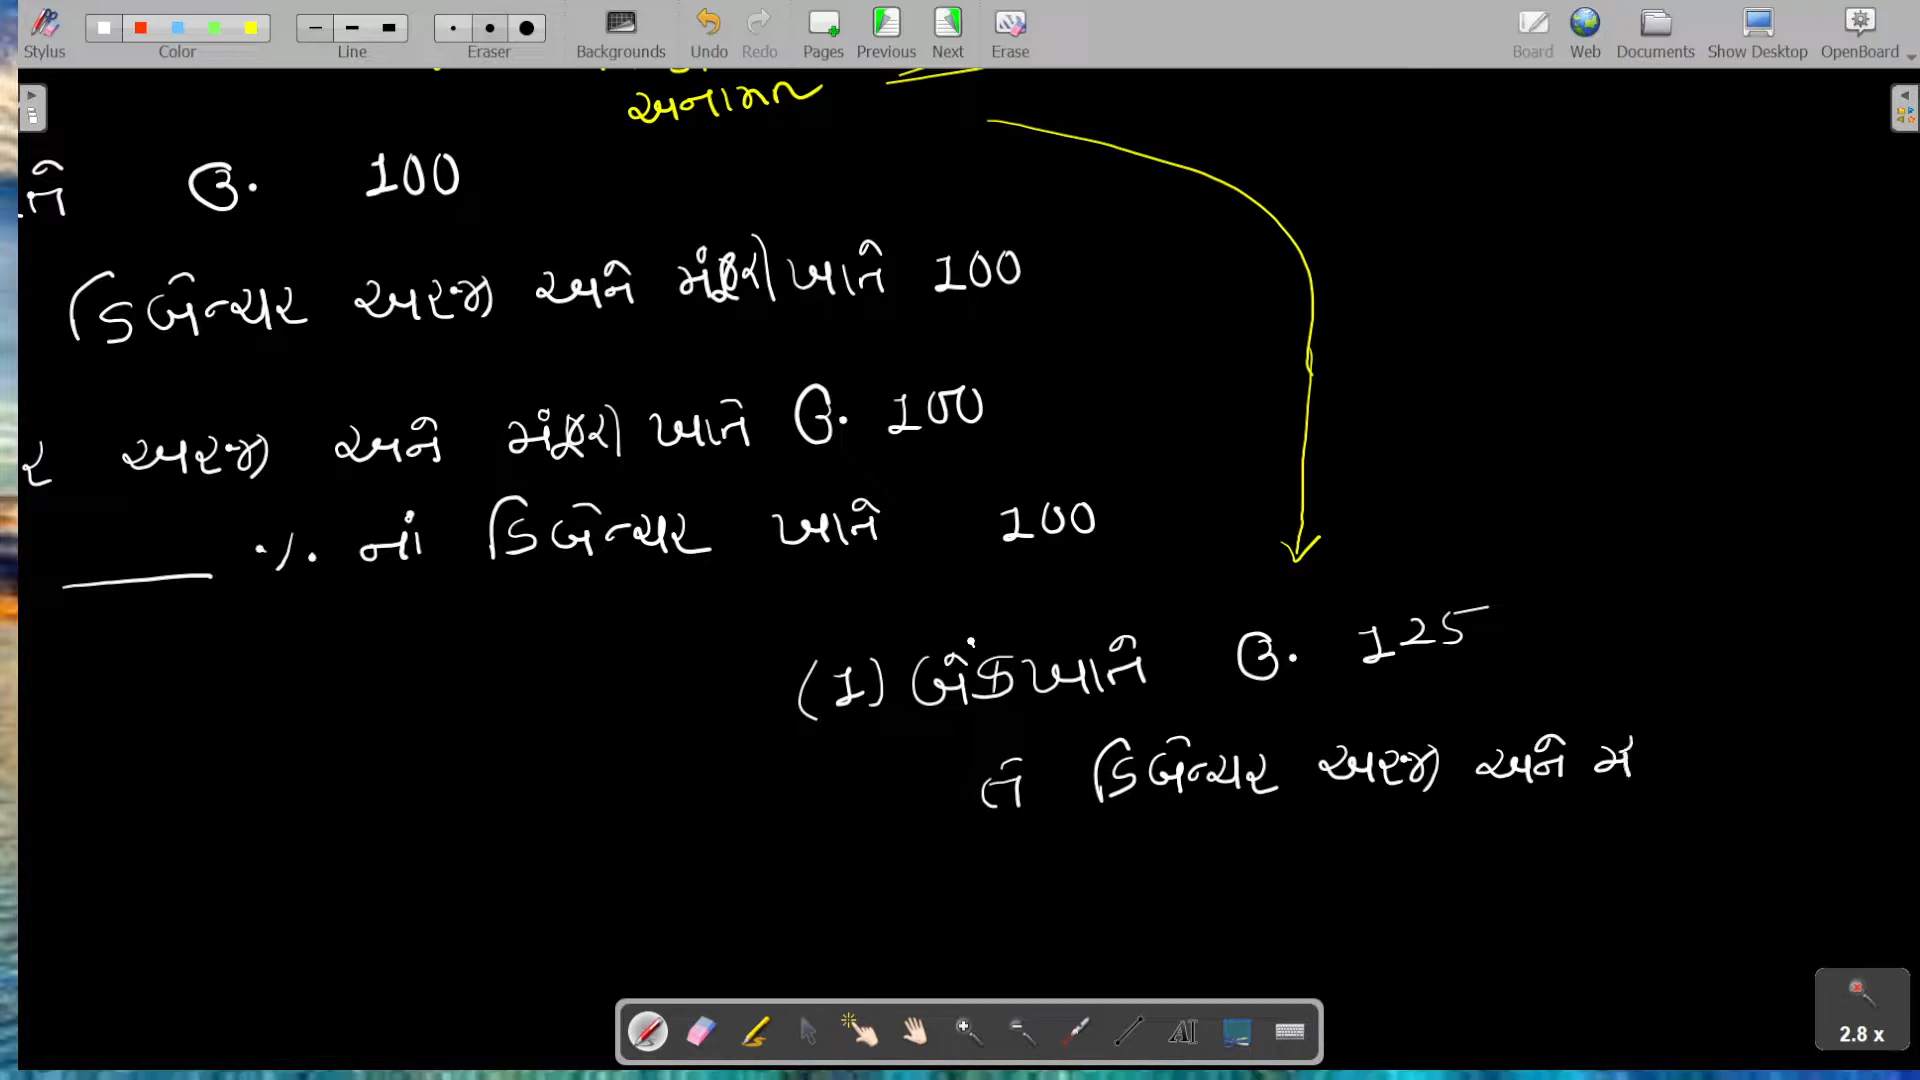 Stylus Color Line Eraser Backgrounds Undo Redo Pages Previous Next Erase Board Web Documents Show Desktop OpenBoard
અનામત
તે ઉ. 100
ડિબેન્ચર અરજી અને મંજૂરી ખાતે 100
ર અરજી અને મંજૂરી ખાતે ઉ. 100
____ % નાં ડિબેન્ચર ખાતે 100
(1) બેંક ખાતે ઉ. 125
તે ડિબેન્ચર અરજી અને મં
2.8 x